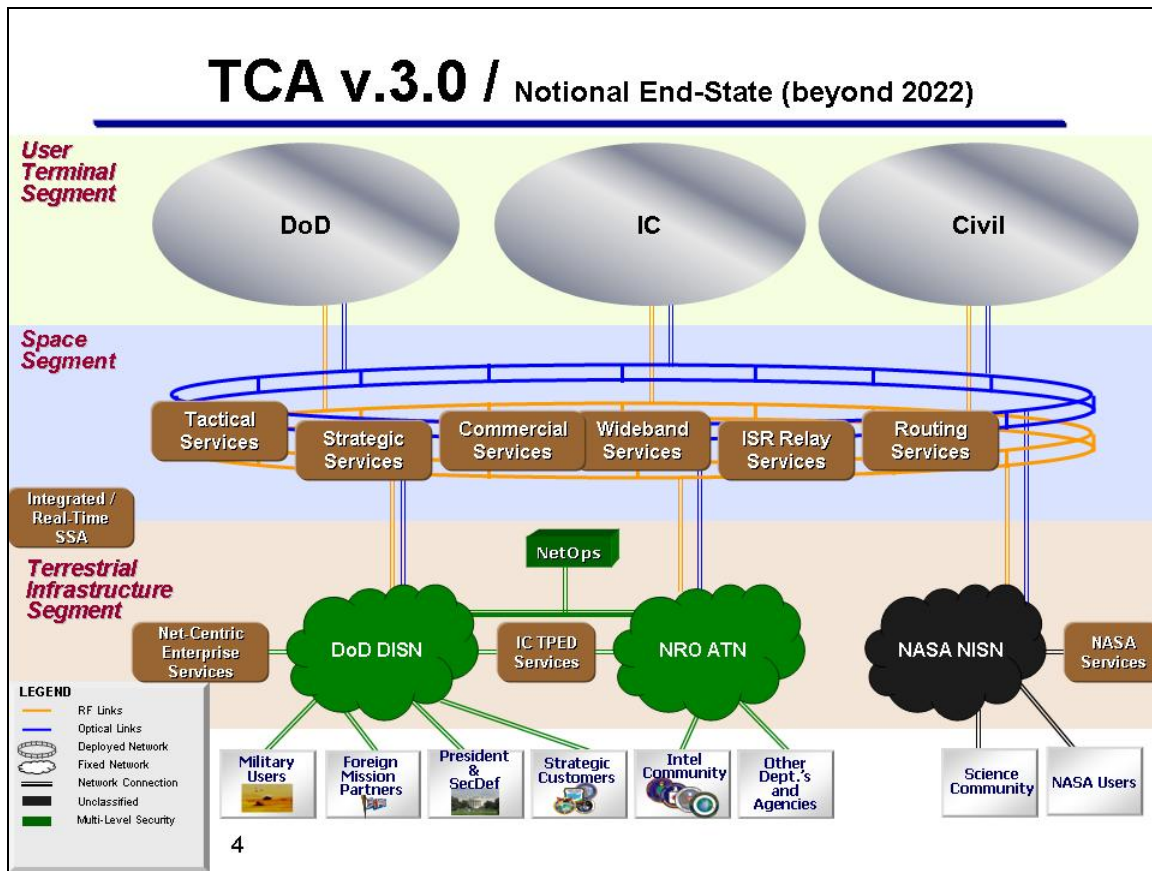 TCA v.3.0 / Notional End-State (beyond 2022)
User
Terminal
Segment
DoD
IC
Civil
Space
Segment
Tactical
Services
Strategic
Services
Commercial
Services
Wideband
Services
ISR Relay
Services
Routing
Services
Integrated /
Real-Time
SSA
Terrestrial
Infrastructure
Segment
NetOps
Net-Centric
Enterprise
Services
DoD DISN
IC TPED
Services
NRO ATN
NASA NISN
NASA
Services
LEGEND
RF Links
Optical Links
Deployed Network
Fixed Network
Network Connection
Unclassified
Multi-Level Security
Military
Users
Foreign
Mission
Partners
President
&
SecDef
Strategic
Customers
Intel
Community
Other
Dept.'s
and
Agencies
Science
Community
NASA Users
4